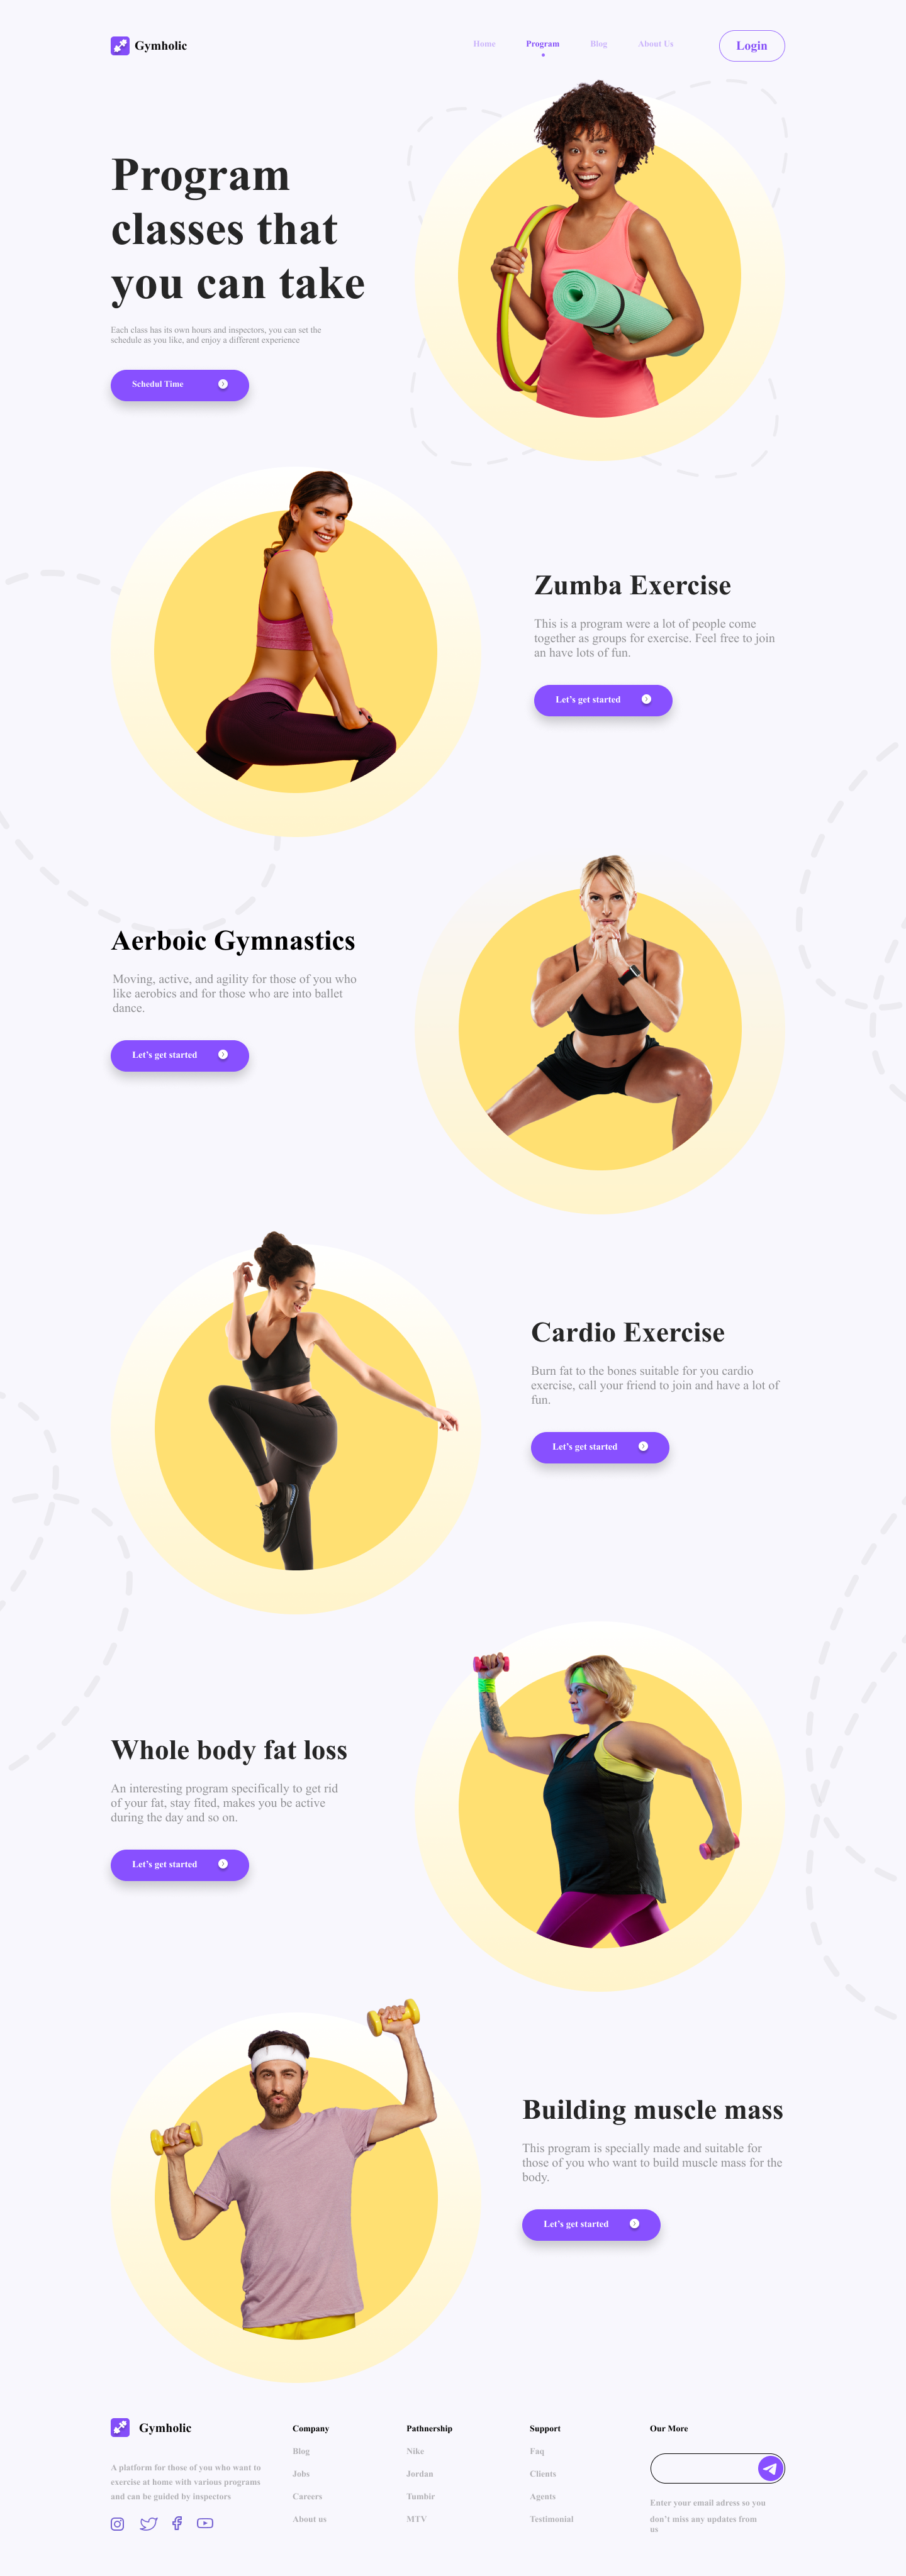 Gymholic
Home Program Blog About Us Login
Program
classes that
you can take
Each class has its own hours and inspectors, you can set the
schedule as you like, and enjoy a different experience
Schedul Time
Zumba Exercise
This is a program were a lot of people come
together as groups for exercise. Feel free to join
an have lots of fun.
Let's get started
Aerboic Gymnastics
Moving, active, and agility for those of you who
like aerobics and for those who are into ballet
dance.
Let's get started
Cardio Exercise
Burn fat to the bones suitable for you cardio
exercise, call your friend to join and have a lot of
fun.
Let's get started
Whole body fat loss
An interesting program specifically to get rid
of your fat, stay fited, makes you be active
during the day and so on.
Let's get started
Building muscle mass
This program is specially made and suitable for
those of you who want to build muscle mass for the
body.
Let's get started
Gymholic
A platform for those of you who want to
exercise at home with various programs
and can be guided by inspectors
Company
Blog
Jobs
Careers
About us
Pathnership
Nike
Jordan
Tumbir
MTV
Support
Faq
Clients
Agents
Testimonial
Our More
Enter your email adress so you
don't miss any updates from
us